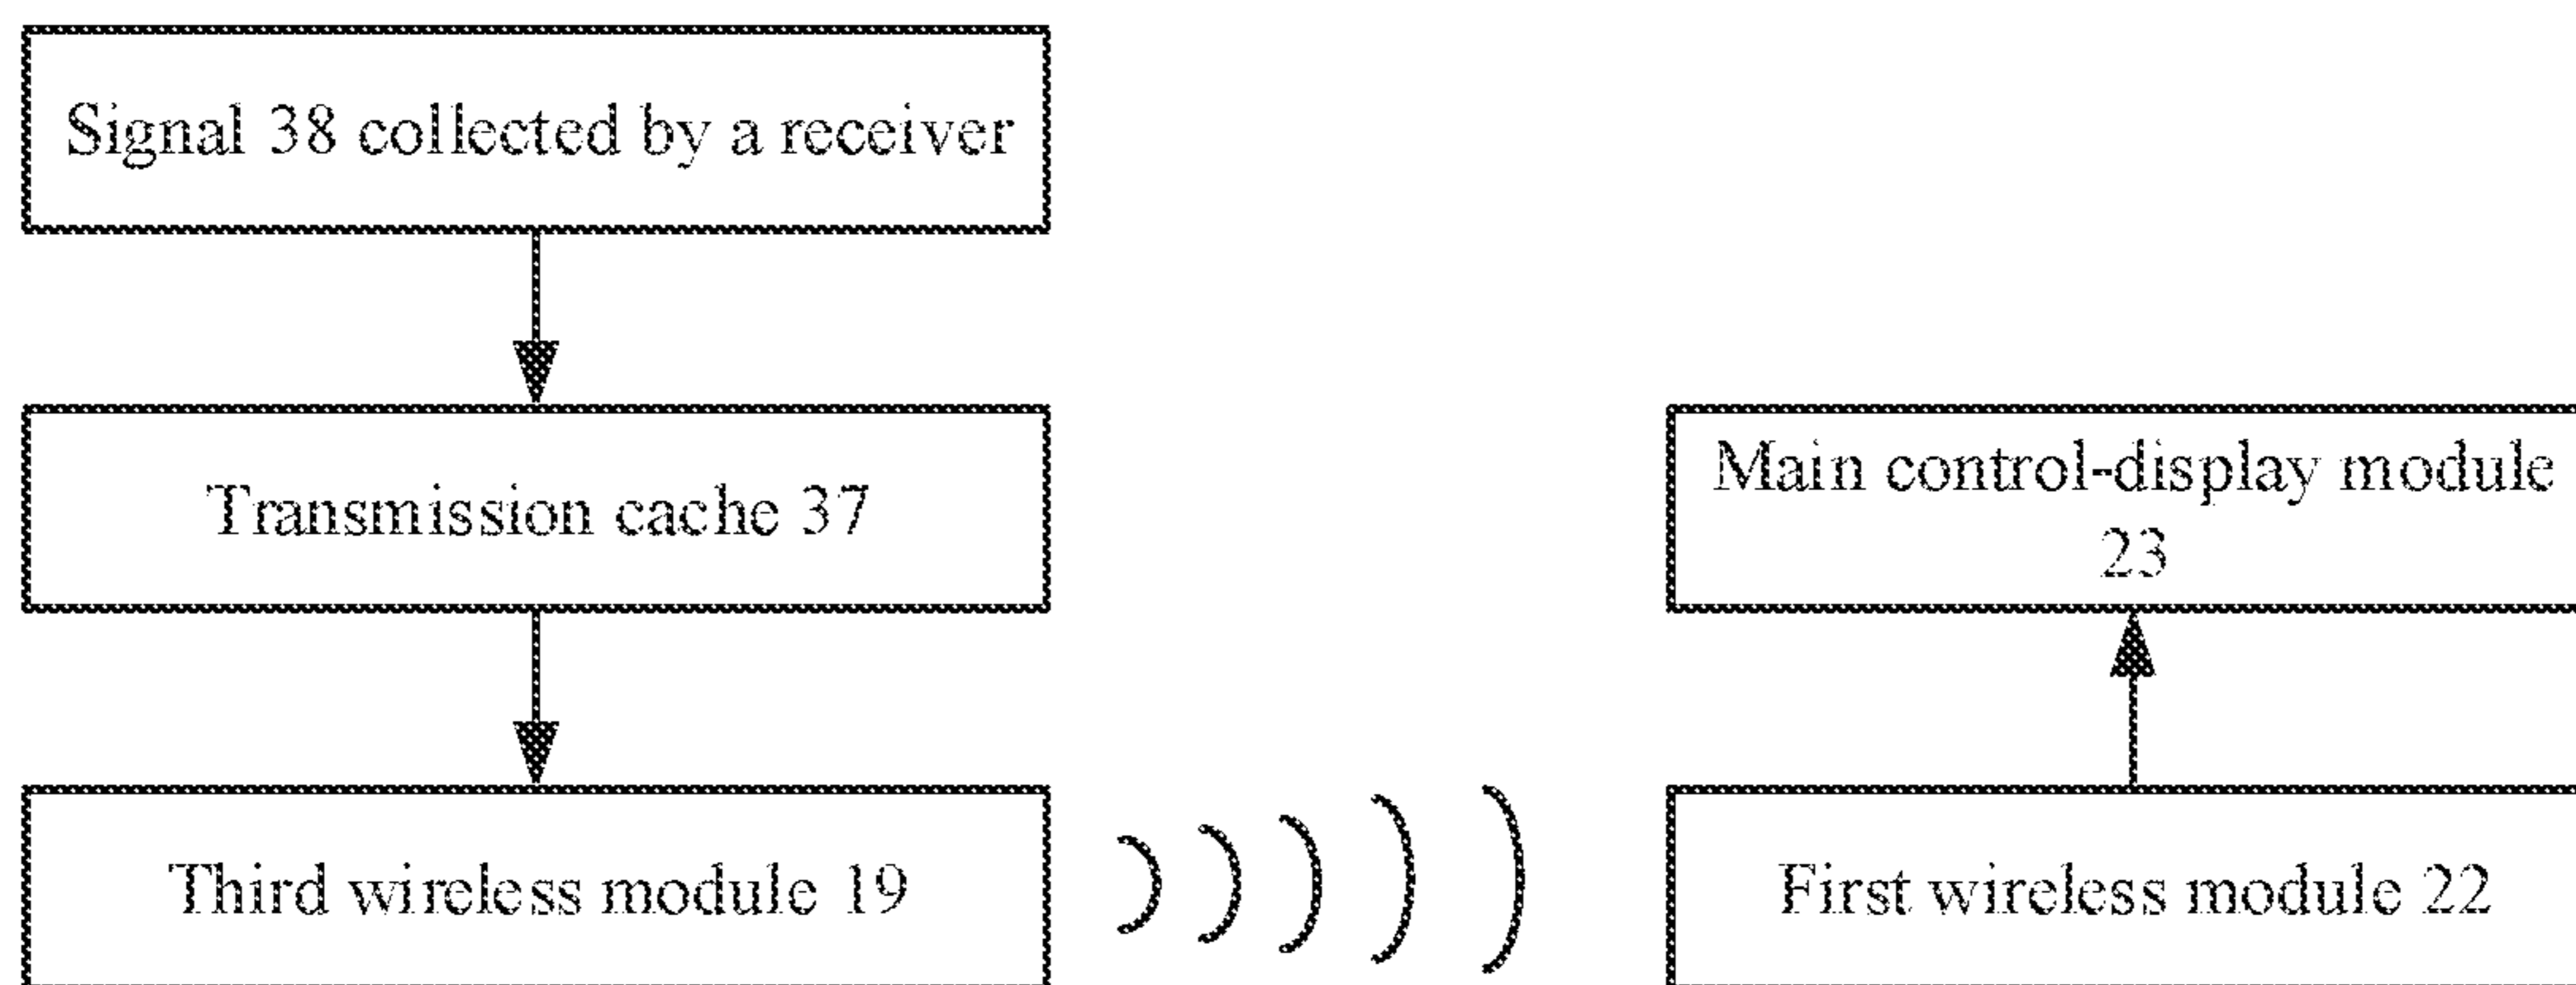 Signal 38 collected by a receiver
Transmission cache 37
Third wireless module 19
Main control-display module
23
First wireless module 22